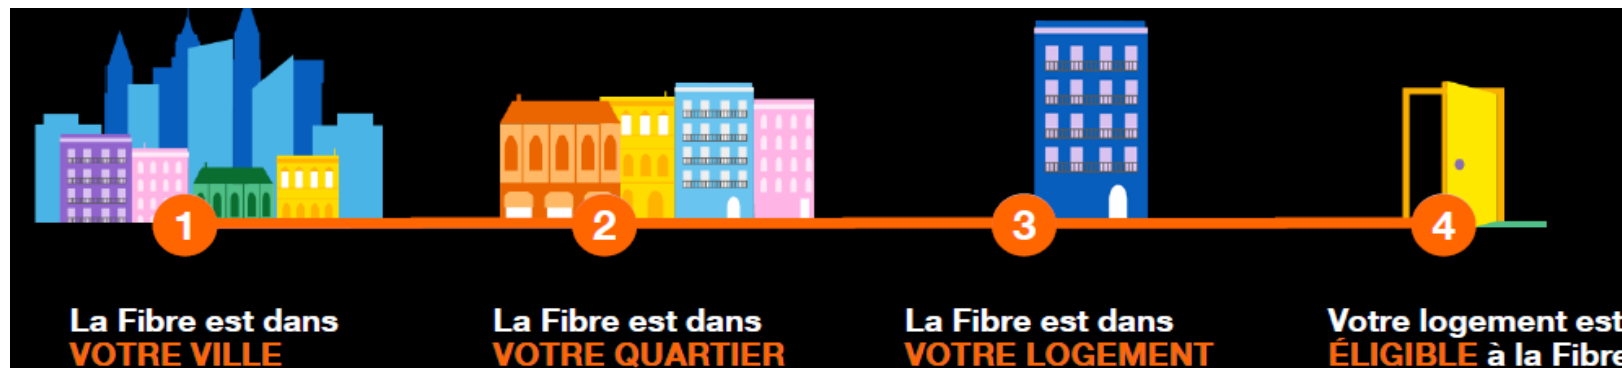 1
2
3
4
La Fibre est dans
VOTRE VILLE
La Fibre est dans
VOTRE QUARTIER
La Fibre est dans
VOTRE LOGEMENT
Votre logement est
ÉLIGIBLE à la Fibre